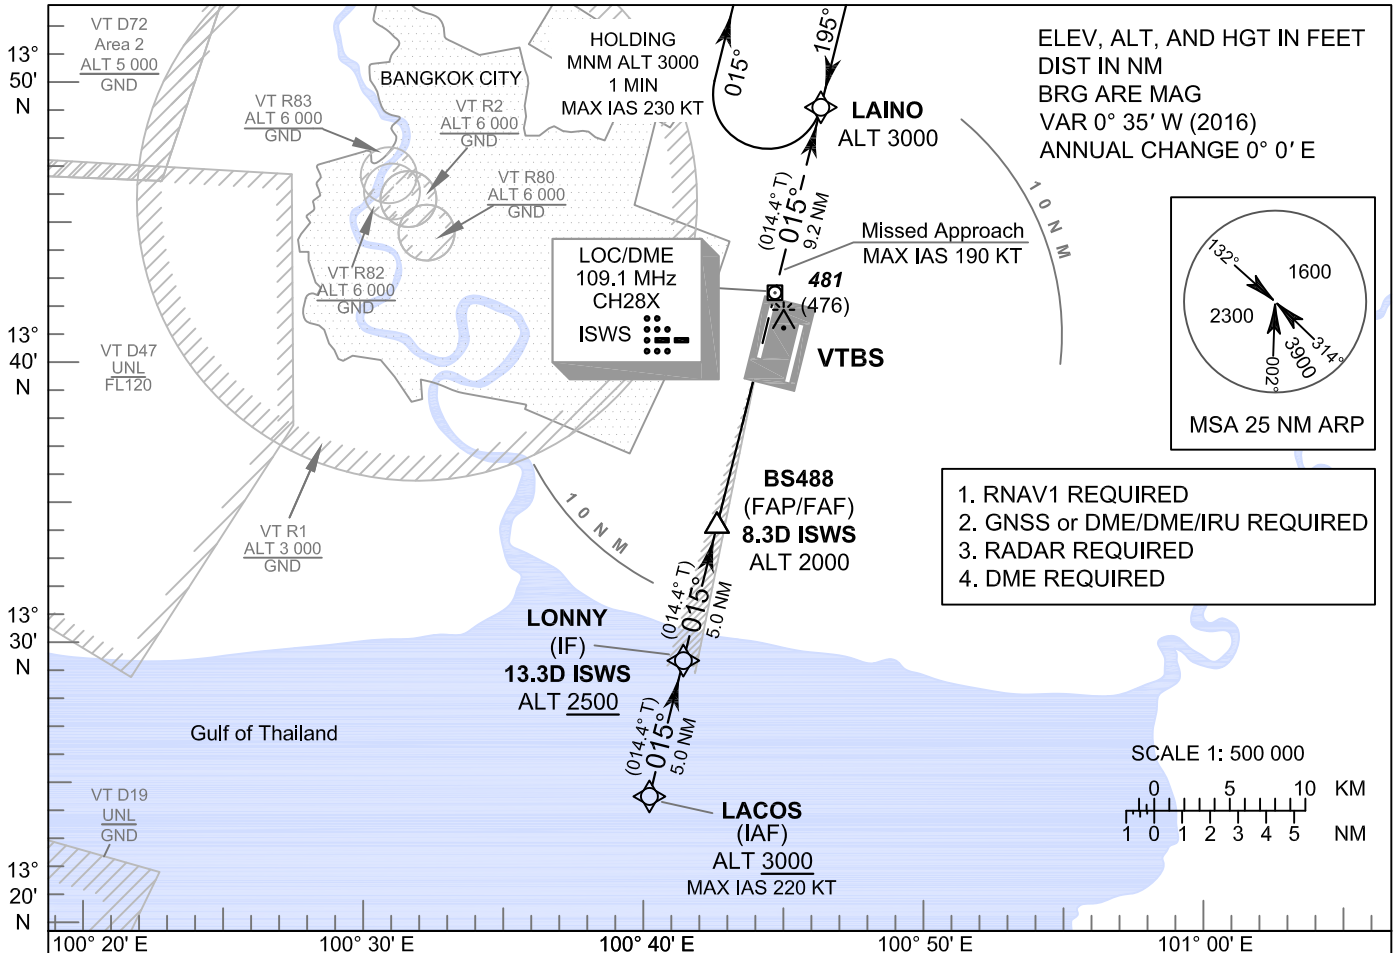 VT D72
Area 2
ALT 5 000
GND
13°
50'
N
BANGKOK CITY
VT R83
ALT 6 000
GND
VT R2
ALT 6 000
GND
VT R80
ALT 6 000
GND
VT R82
ALT 6 000
GND
HOLDING
MNM ALT 3000
1 MIN
MAX IAS 230 KT
015°
195°
LAINO
ALT 3000
ELEV, ALT, AND HGT IN FEET
DIST IN NM
BRG ARE MAG
VAR 0° 35' W (2016)
ANNUAL CHANGE 0° 0' E
10 NM
(014.4° T)
015°
9.2 NM
Missed Approach
MAX IAS 190 KT
LOC/DME
109.1 MHz
CH28X
ISWS
481
(476)
VTBS
132°
1600
2300
3900
314°
002°
MSA 25 NM ARP
13°
40'
N
VT D47
UNL
FL120
VT R1
ALT 3 000
GND
10 NM
BS488
(FAP/FAF)
8.3D ISWS
ALT 2000
1. RNAV1 REQUIRED
2. GNSS or DME/DME/IRU REQUIRED
3. RADAR REQUIRED
4. DME REQUIRED
13°
30'
N
LONNY
(IF)
13.3D ISWS
ALT 2500
(014.4° T)
015°
5.0 NM
Gulf of Thailand
(014.4° T)
015°
5.0 NM
LACOS
(IAF)
ALT 3000
MAX IAS 220 KT
VT D19
UNL
GND
SCALE 1: 500 000
0 5 10 KM
1 0 1 2 3 4 5 NM
13°
20'
N
100° 20' E 100° 30' E 100° 40' E 100° 50' E 101° 00' E